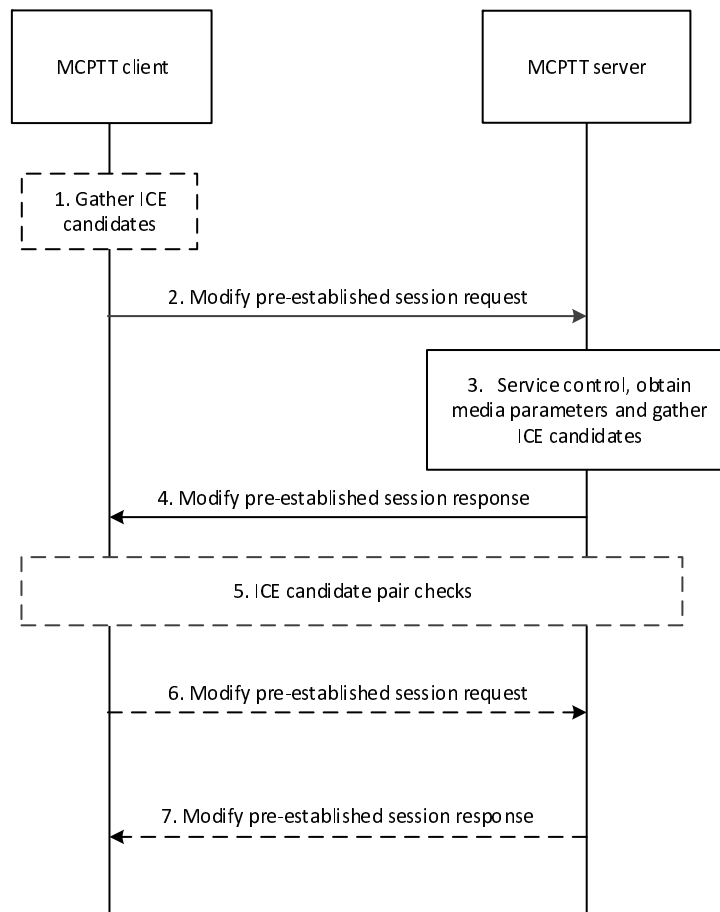 MCPTT client
MCPTT server
1. Gather ICE
candidates
2. Modify pre-established session request
3. Service control, obtain
media parameters and gather
ICE candidates
4. Modify pre-established session response
5. ICE candidate pair checks
6. Modify pre-established session request
7. Modify pre-established session response